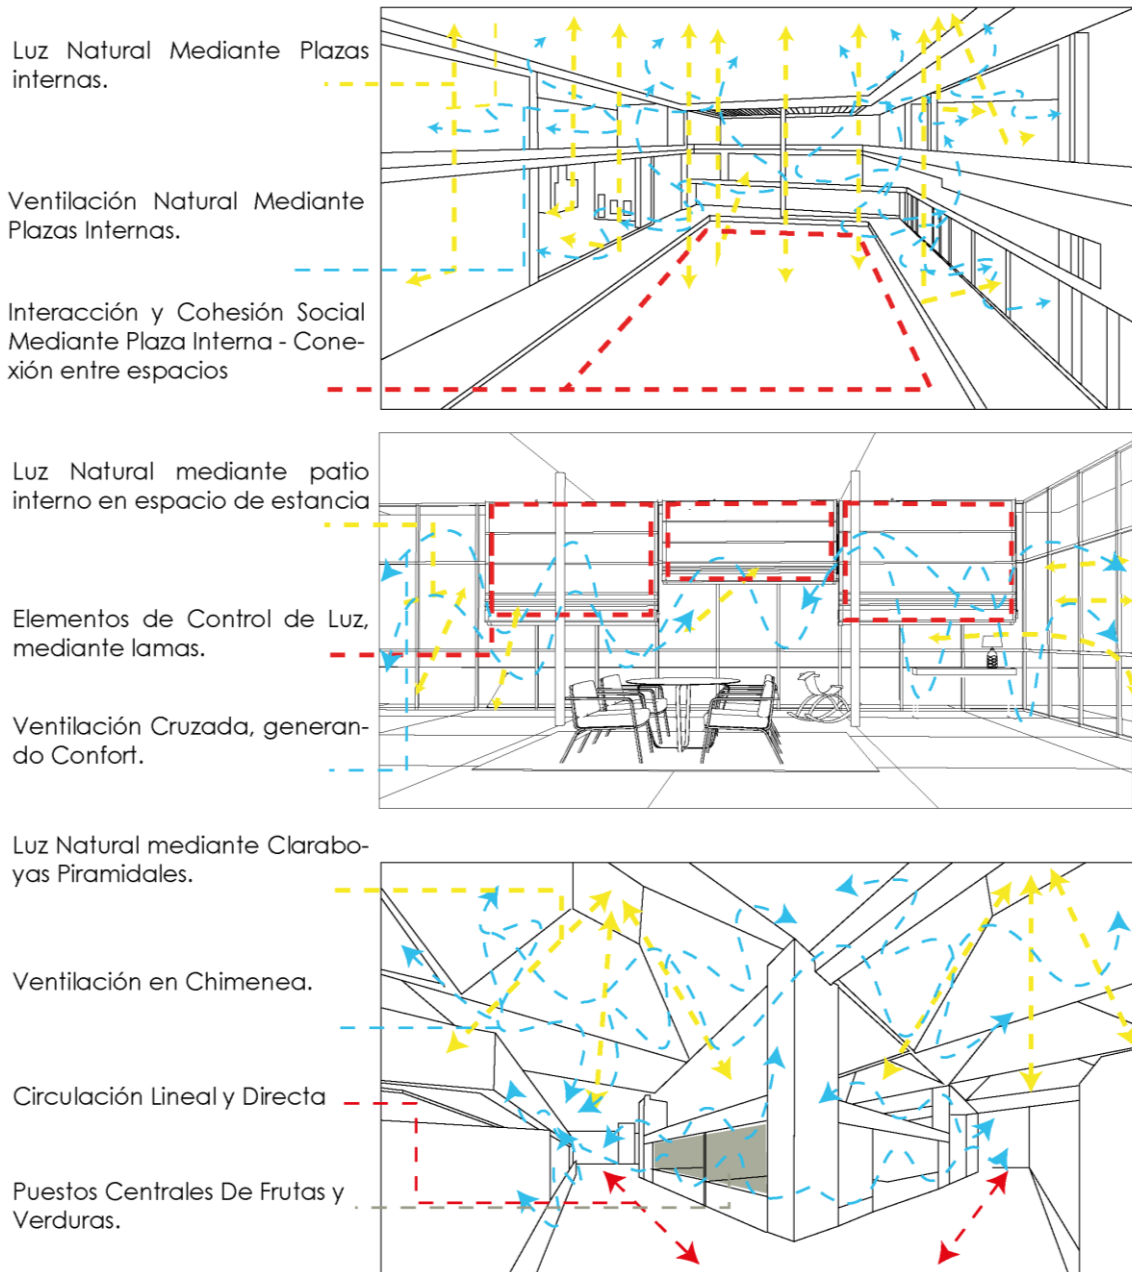 Luz Natural Mediante Plazas
internas.
Ventilación Natural Mediante
Plazas Internas.
Interacción y Cohesión Social
Mediante Plaza Interna - Cone-
xión entre espacios
Luz Natural mediante patio
interno en espacio de estancia
Elementos de Control de Luz,
mediante lamas.
Ventilación Cruzada, generan-
do Confort.
Luz Natural mediante Clarabo-
yas Piramidales.
Ventilación en Chimenea.
Circulación Lineal y Directa
Puestos Centrales De Frutas y
Verduras.